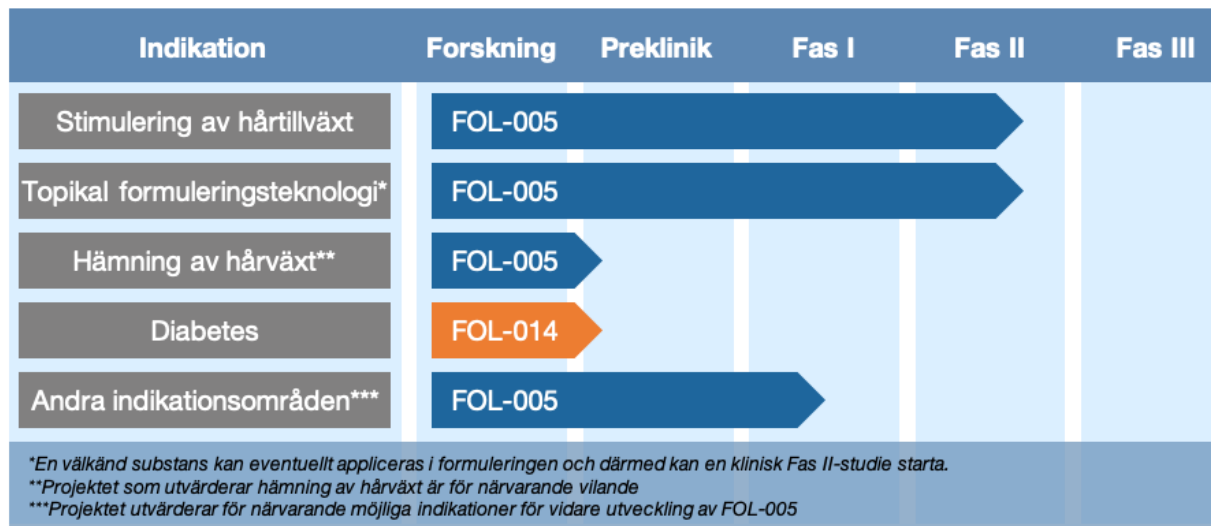 Indikation Forskning Preklinik Fas I Fas II Fas III
Stimulering av hårtillväxt FOL-005
Topikal formuleringsteknologi* FOL-005
Hämning av hårväxt** FOL-005
Diabetes FOL-014
Andra indikationsområden*** FOL-005
*En välkänd substans kan eventuellt appliceras i formuleringen och därmed kan en klinisk Fas II-studie starta.
**Projektet som utvärderar hämning av hårväxt är för närvarande vilande
***Projektet utvärderar för närvarande möjliga indikationer för vidare utveckling av FOL-005